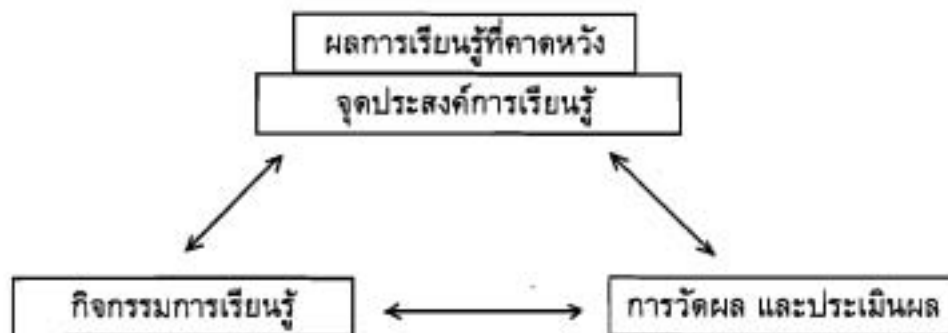 ผลการเรียนรู้ที่คาดหวัง
จุดประสงค์การเรียนรู้
กิจกรรมการเรียนรู้
การวัดผล และประเมินผล